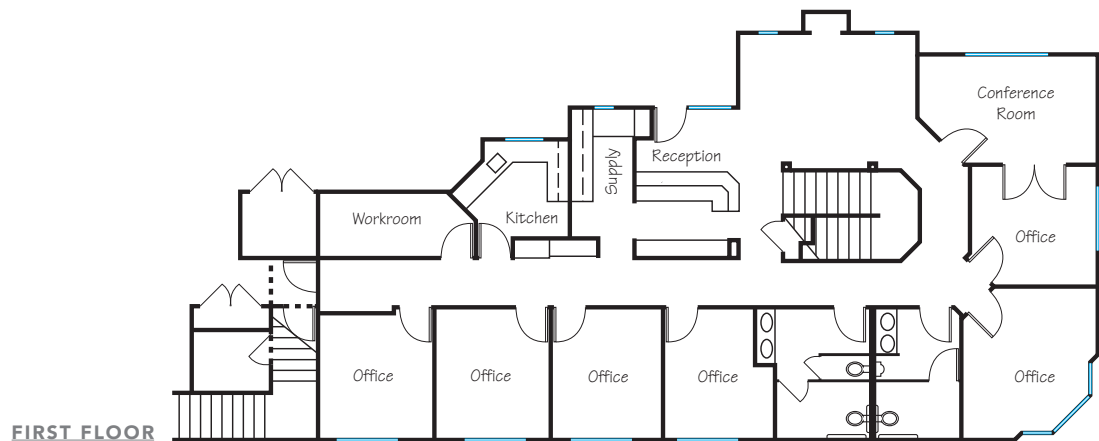 Conference
Room
Reception
Supply
Workroom
Kitchen
Office
Office
Office
Office
Office
Office
FIRST FLOOR